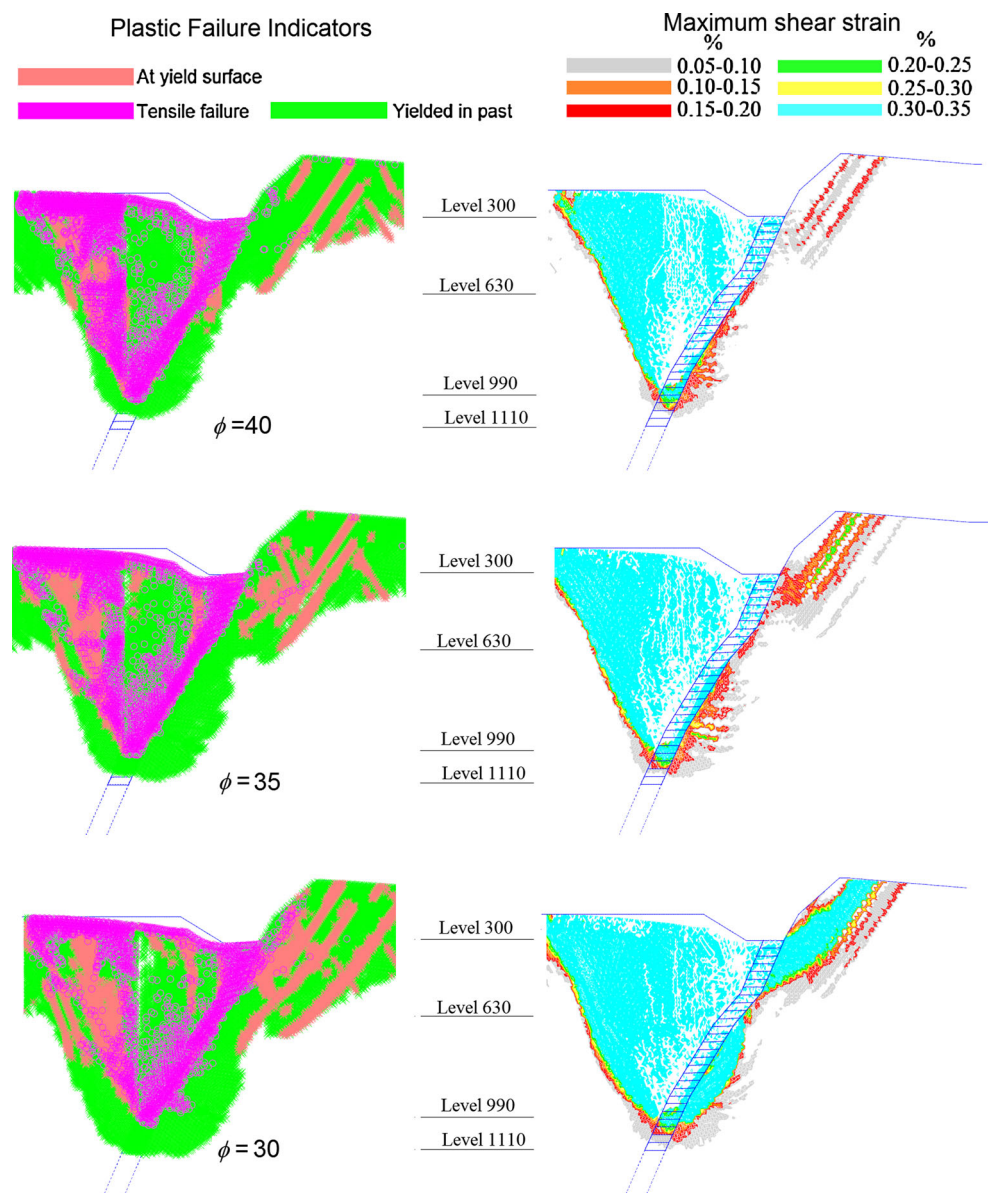 Plastic Failure Indicators
At yield surface
Tensile failure
Yielded in past
Maximum shear strain
% %
0.05-0.10 0.20-0.25
0.10-0.15 0.25-0.30
0.15-0.20 0.30-0.35
Level 300
Level 630
Level 990
Level 1110
ϕ =40
Level 300
Level 630
Level 990
Level 1110
ϕ =35
Level 300
Level 630
Level 990
Level 1110
ϕ =30